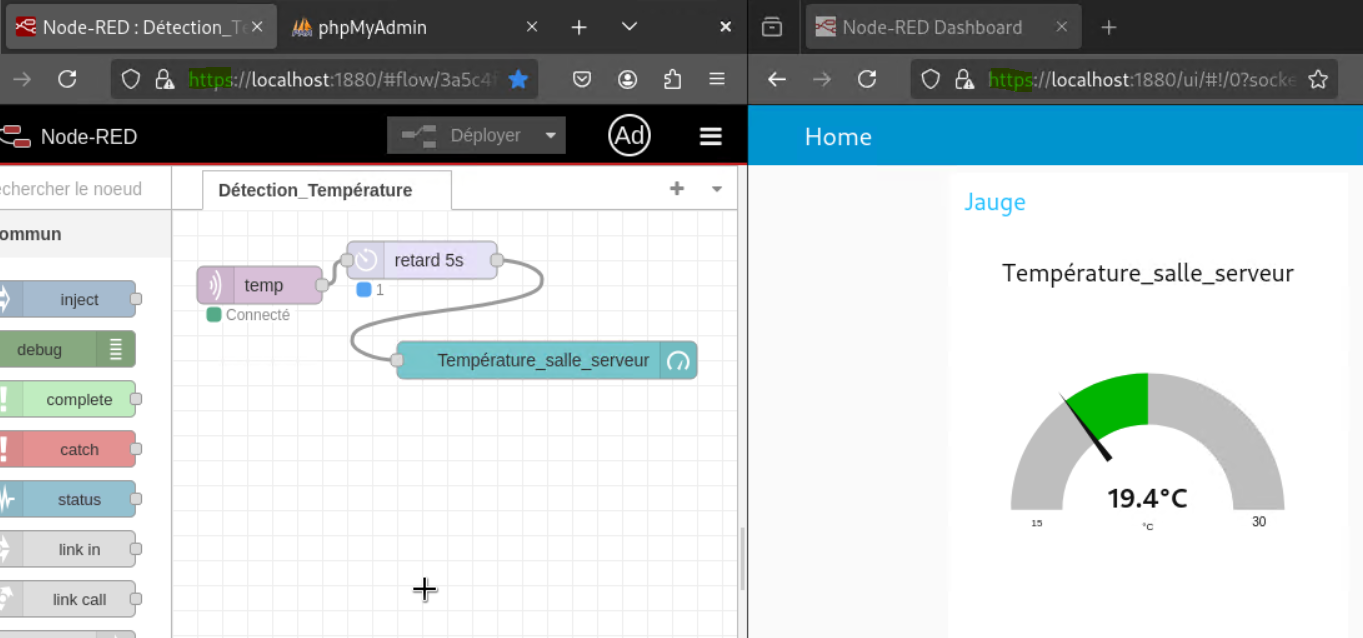 Node-RED : Détection_Te
phpMyAdmin
https://localhost:1880/#flow/3a5c4f
Node-RED
Déployer
Ad
echercher le noeud
Détection_Température
ommun
inject
debug
complete
catch
status
link in
link call
temp
Connecté
retard 5s
1
Température_salle_serveur
Node-RED Dashboard
https://localhost:1880/ui/#!/0?socke
Home
Jauge
Température_salle_serveur
19.4°C
15
°C
30